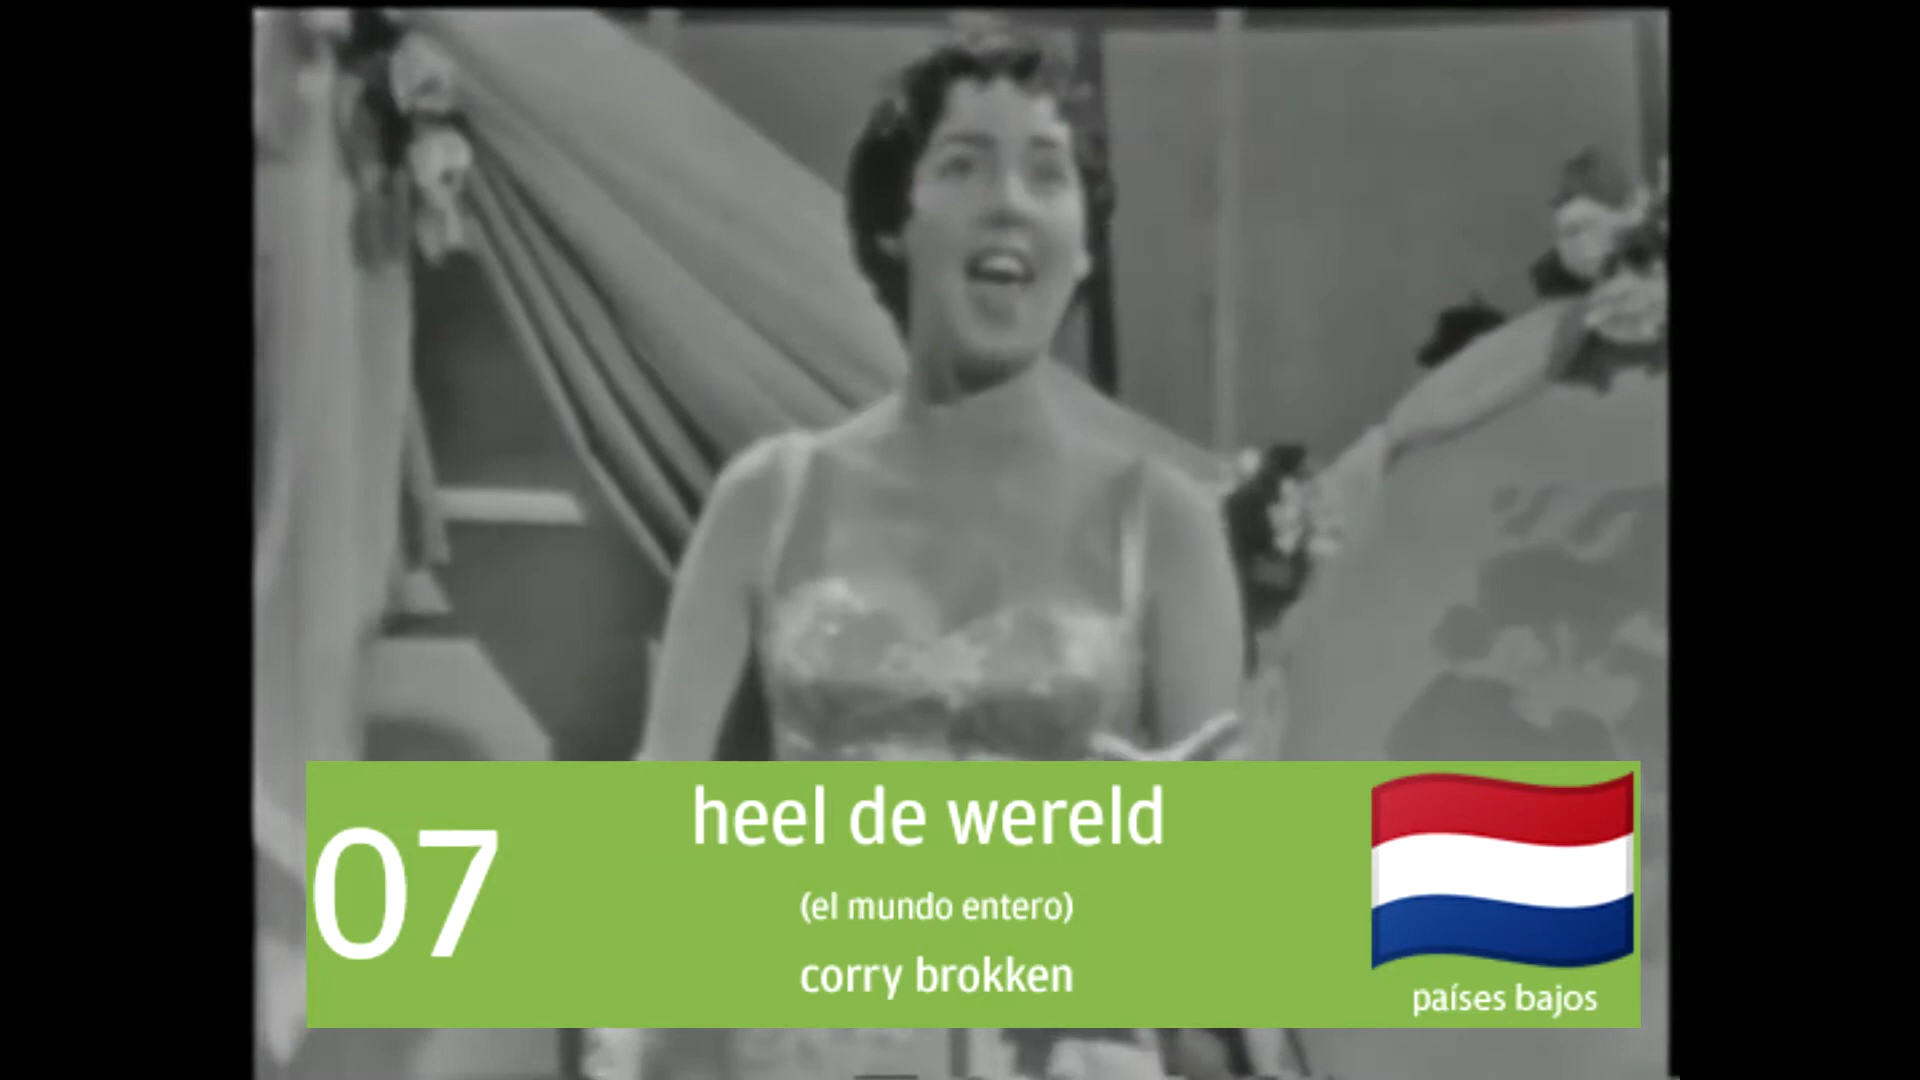 07
heel de wereld
(el mundo entero)
corry brokken
países bajos